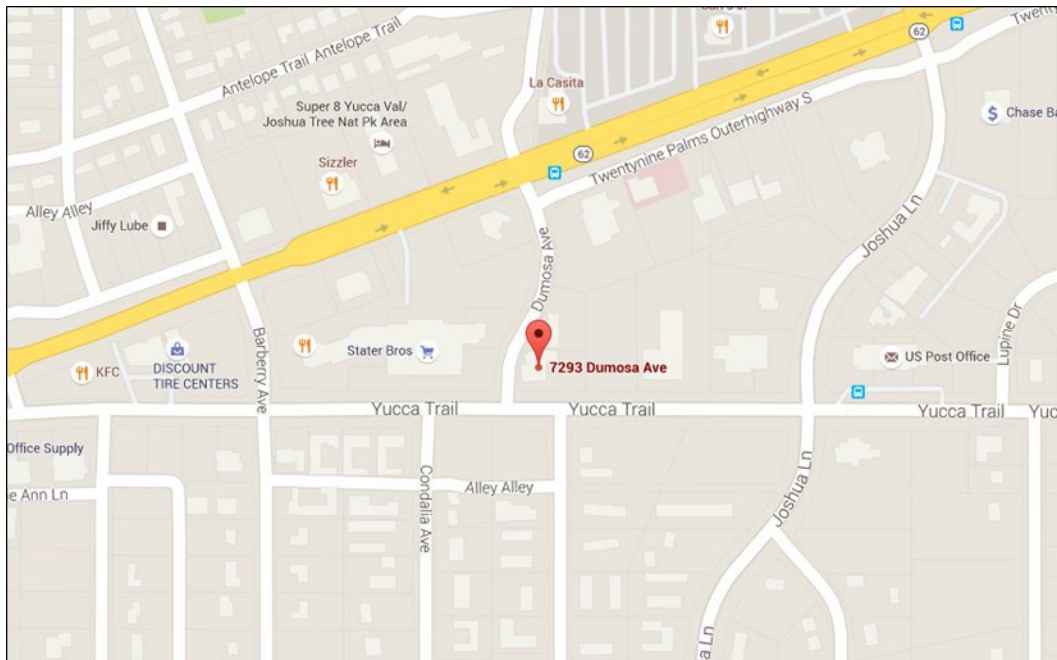 Twenty
62
La Casita
Antelope Trail
Antelope Trail
Super 8 Yucca Val/
Joshua Tree Nat Pk Area
Chase Ba
Twentynine Palms Outerhighway S
62
Sizzler
Alley Alley
Jiffy Lube
Joshua Ln
Dumosa Ave
Barberry Ave
Lupine Dr
Stater Bros
US Post Office
KFC
DISCOUNT
TIRE CENTERS
7293 Dumosa Ave
Yucca Trail
Yucca Trail
Yucca Trail
Yuc
Office Supply
Condalia Ave
Alley Alley
Joshua Ln
e Ann Ln
a Ln